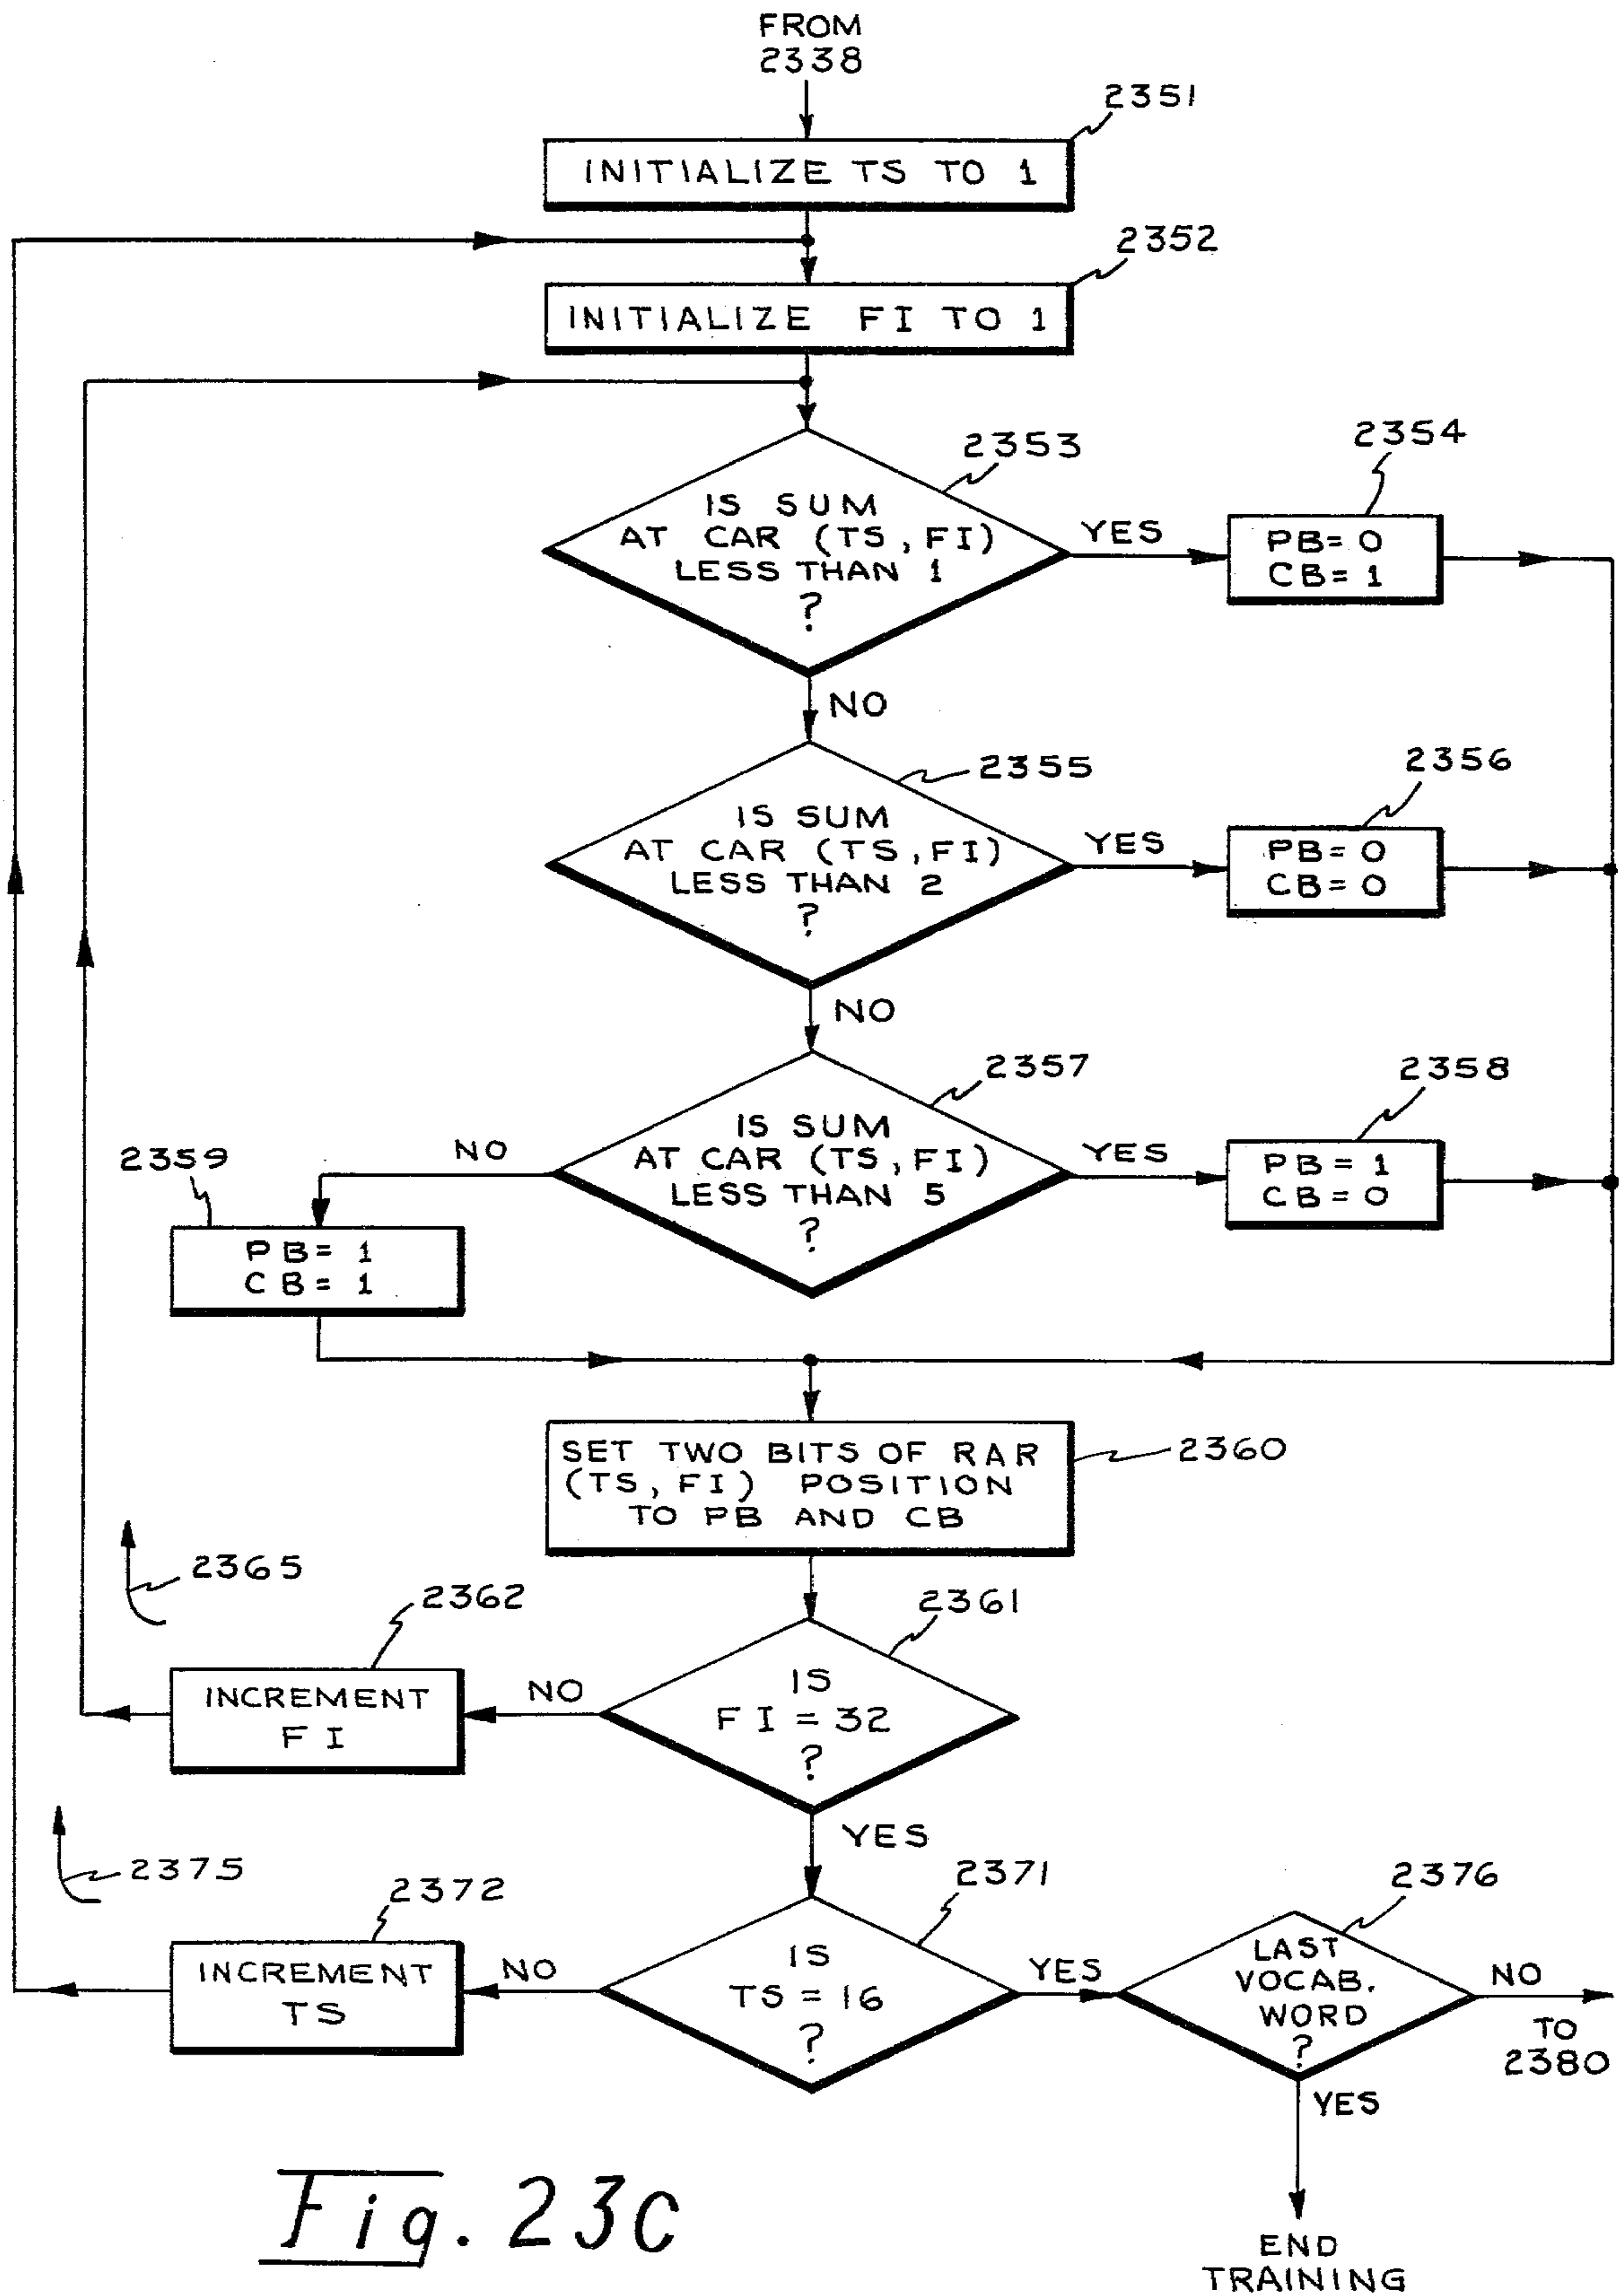 FROM
2338
2351
INITIALIZE TS TO 1
2352
INITIALIZE FI TO 1
2353
IS SUM
AT CAR (TS, FI)
LESS THAN 1
?
YES
2354
PB = 0
CB = 1
NO
2355
IS SUM
AT CAR (TS, FI)
LESS THAN 2
?
YES
2356
PB = 0
CB = 0
NO
2357
IS SUM
AT CAR (TS, FI)
LESS THAN 5
?
YES
2358
PB = 1
CB = 0
NO
2359
PB = 1
CB = 1
SET TWO BITS OF RAR
(TS, FI) POSITION
TO PB AND CB
2360
2365
2362
INCREMENT
FI
NO
2361
IS
FI = 32
?
YES
2375
2372
INCREMENT
TS
NO
2371
IS
TS = 16
?
YES
2376
LAST
VOCAB.
WORD
?
NO
TO
2380
YES
END
TRAINING
Fig. 23C